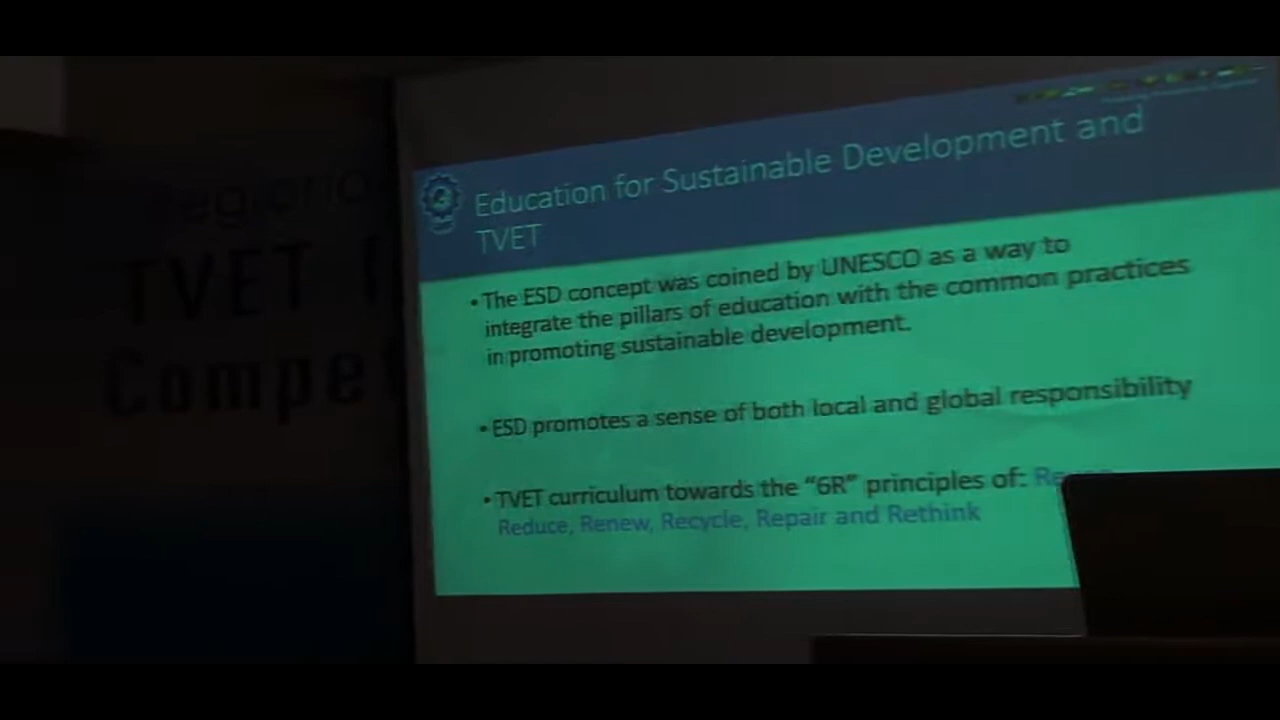 Regiona
TVET
Compet
Education for Sustainable Development and
TVET
•The ESD concept was coined by UNESCO as a way to
integrate the pillars of education with the common practices
in promoting sustainable development.
•ESD promotes a sense of both local and global responsibility
•TVET curriculum towards the “6R” principles of:
Reduce, Renew, Recycle, Repair and Rethink